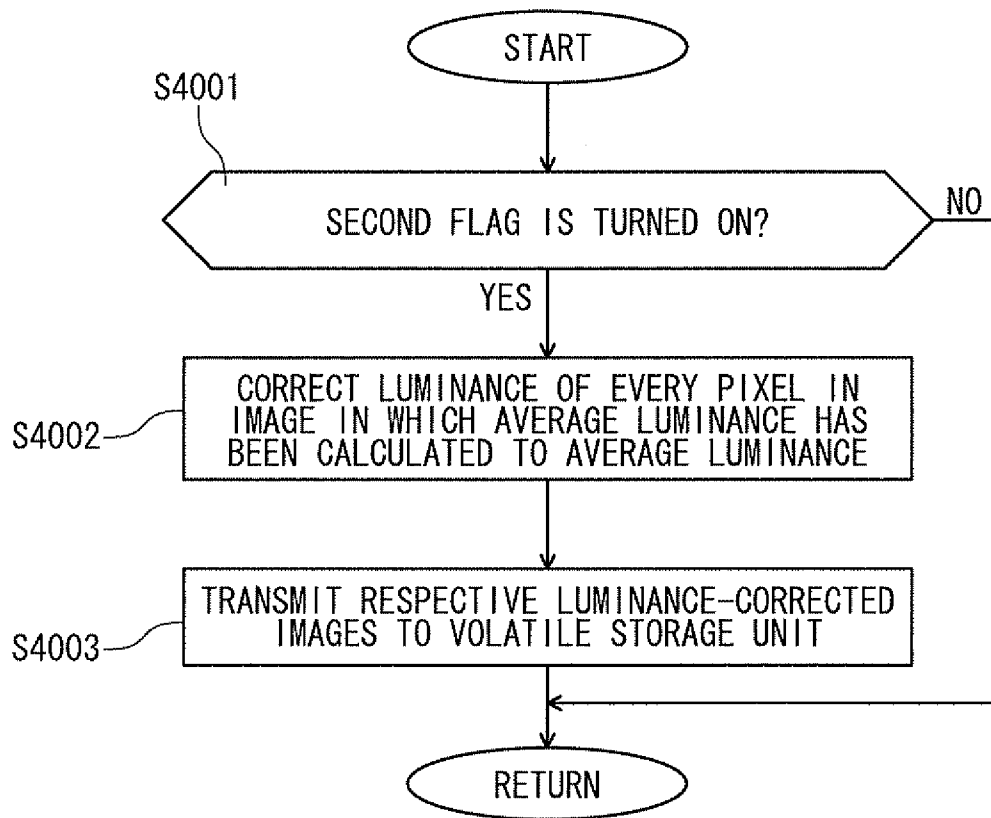 START
S4001
SECOND FLAG IS TURNED ON?
NO
YES
CORRECT LUMINANCE OF EVERY PIXEL IN
IMAGE IN WHICH AVERAGE LUMINANCE HAS
BEEN CALCULATED TO AVERAGE LUMINANCE
S4002
TRANSMIT RESPECTIVE LUMINANCE-CORRECTED
IMAGES TO VOLATILE STORAGE UNIT
S4003
RETURN